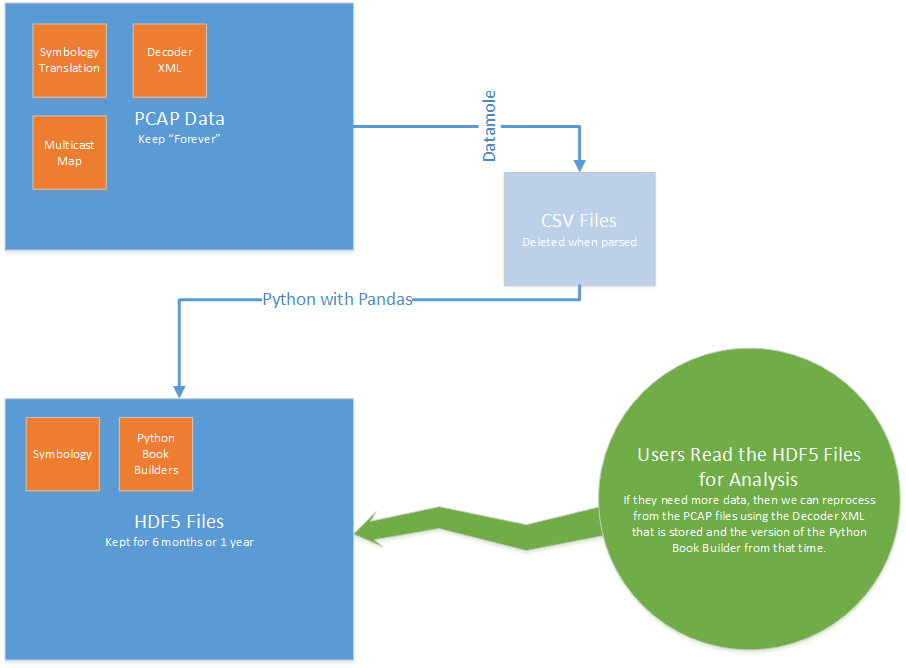 Symbology
Translation
Decoder
XML
PCAP Data
Keep “Forever”
Multicast
Map
Datamole
CSV Files
Deleted when parsed
Python with Pandas
Symbology
Python
Book
Builders
HDF5 Files
Kept for 6 months or 1 year
Users Read the HDF5 Files
for Analysis
If they need more data, then we can reprocess
from the PCAP files using the Decoder XML
that is stored and the version of the Python
Book Builder from that time.